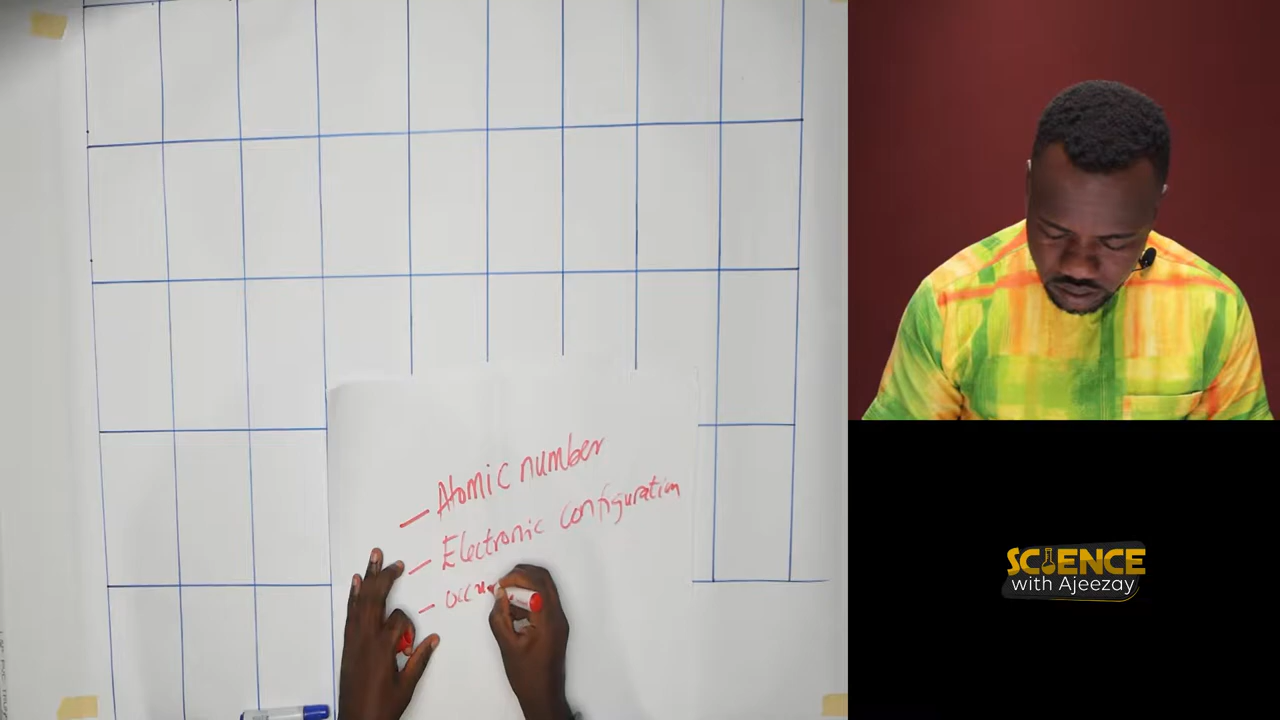 - Atomic number
- Electronic configuration
SCIENCE
with Ajeezay